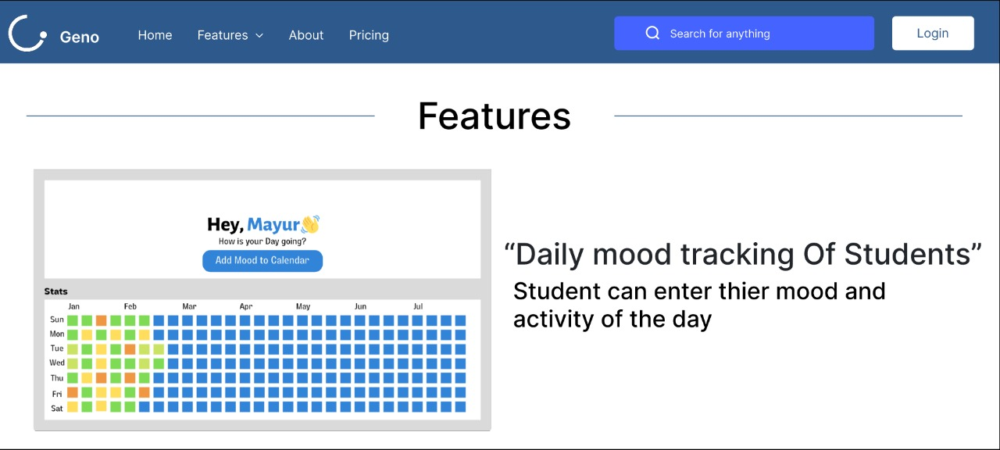 Geno
Home
Features
About
Pricing
Search for anything
Login
Features
Hey, Mayur👋
How is your Day going?
Add Mood to Calendar
Stats
Jan Feb Mar Apr May Jun Jul
Sun
Mon
Tue
Wed
Thu
Fri
Sat
“Daily mood tracking Of Students”
Student can enter thier mood and
activity of the day